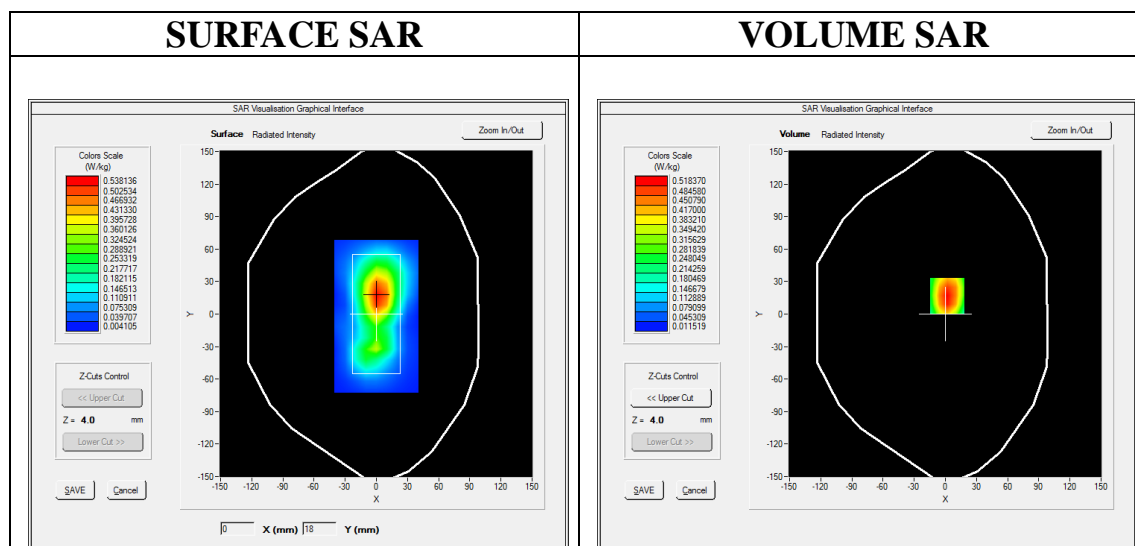 SURFACE SAR
VOLUME SAR
SAR Visualisation Graphical Interface
Surface Radiated Intensity
Zoom In/Out
Colors Scale
(W/kg)
0.538136
0.502534
0.466932
0.431330
0.395728
0.360126
0.324524
0.288921
0.253319
0.217717
0.182115
0.146513
0.110911
0.075309
0.039707
0.004105
Z-Cuts Control
<< Upper Cut
Z = 4.0 mm
Lower Cut >>
SAVE Cancel
150
120
90
60
30
0
-30
-60
-90
-120
-150
Y
-150 -120 -90 -60 -30 0 30 60 90 120 150
X
0 X (mm) 18 Y (mm)
SAR Visualisation Graphical Interface
Volume Radiated Intensity
Zoom In/Out
Colors Scale
(W/kg)
0.518370
0.484580
0.450790
0.417000
0.383210
0.349420
0.315629
0.281839
0.248049
0.214259
0.180469
0.146679
0.112889
0.079099
0.045309
0.011519
Z-Cuts Control
<< Upper Cut
Z = 4.0 mm
Lower Cut >>
SAVE Cancel
150
120
90
60
30
0
-30
-60
-90
-120
-150
Y
-150 -120 -90 -60 -30 0 30 60 90 120 150
X